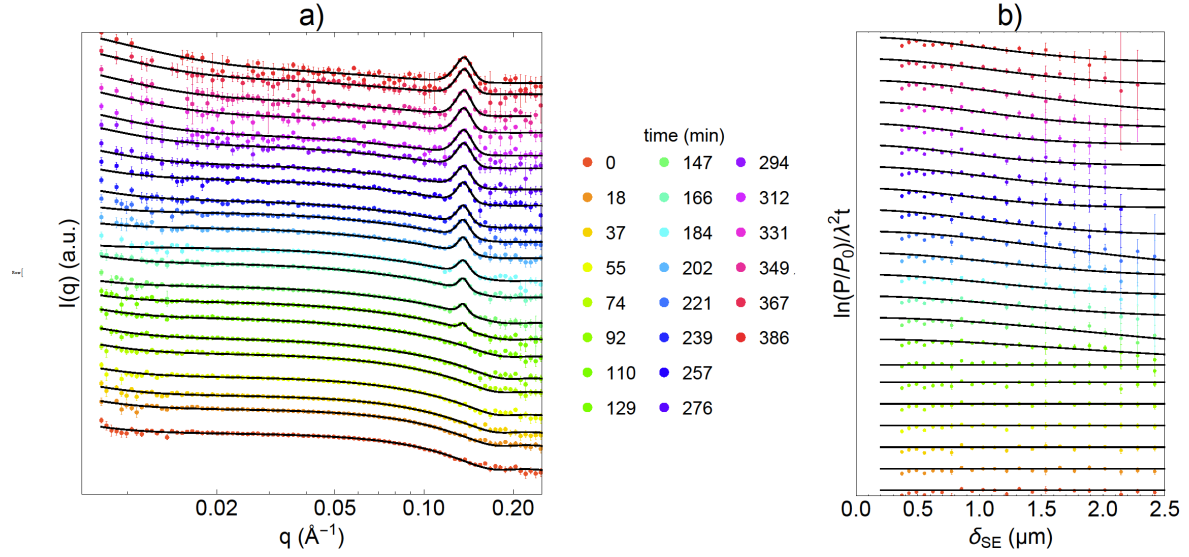 a)
b)
I(q) (a.u.)
0.02
0.05
0.10
0.20
q (Å⁻¹)
time (min)
0 147 294
18 166 312
37 184 331
55 202 349
74 221 367
92 239 386
110 257
129 276
ln(P/P₀)/λ²t
0.0
0.5
1.0
1.5
2.0
2.5
δSE (μm)